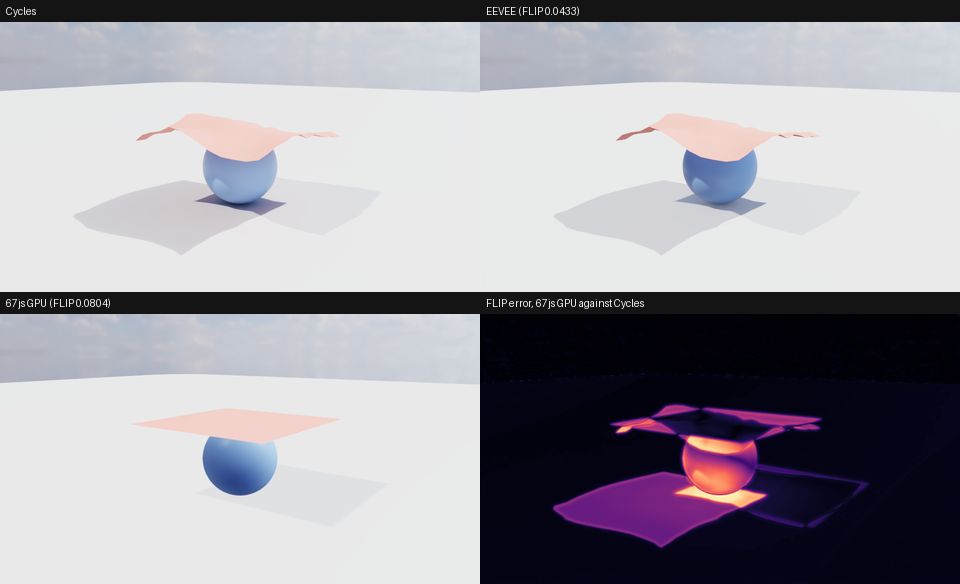 Cycles
EEVEE (FLIP 0.0433)
67js GPU (FLIP 0.0804)
FLIP error, 67js GPU against Cycles